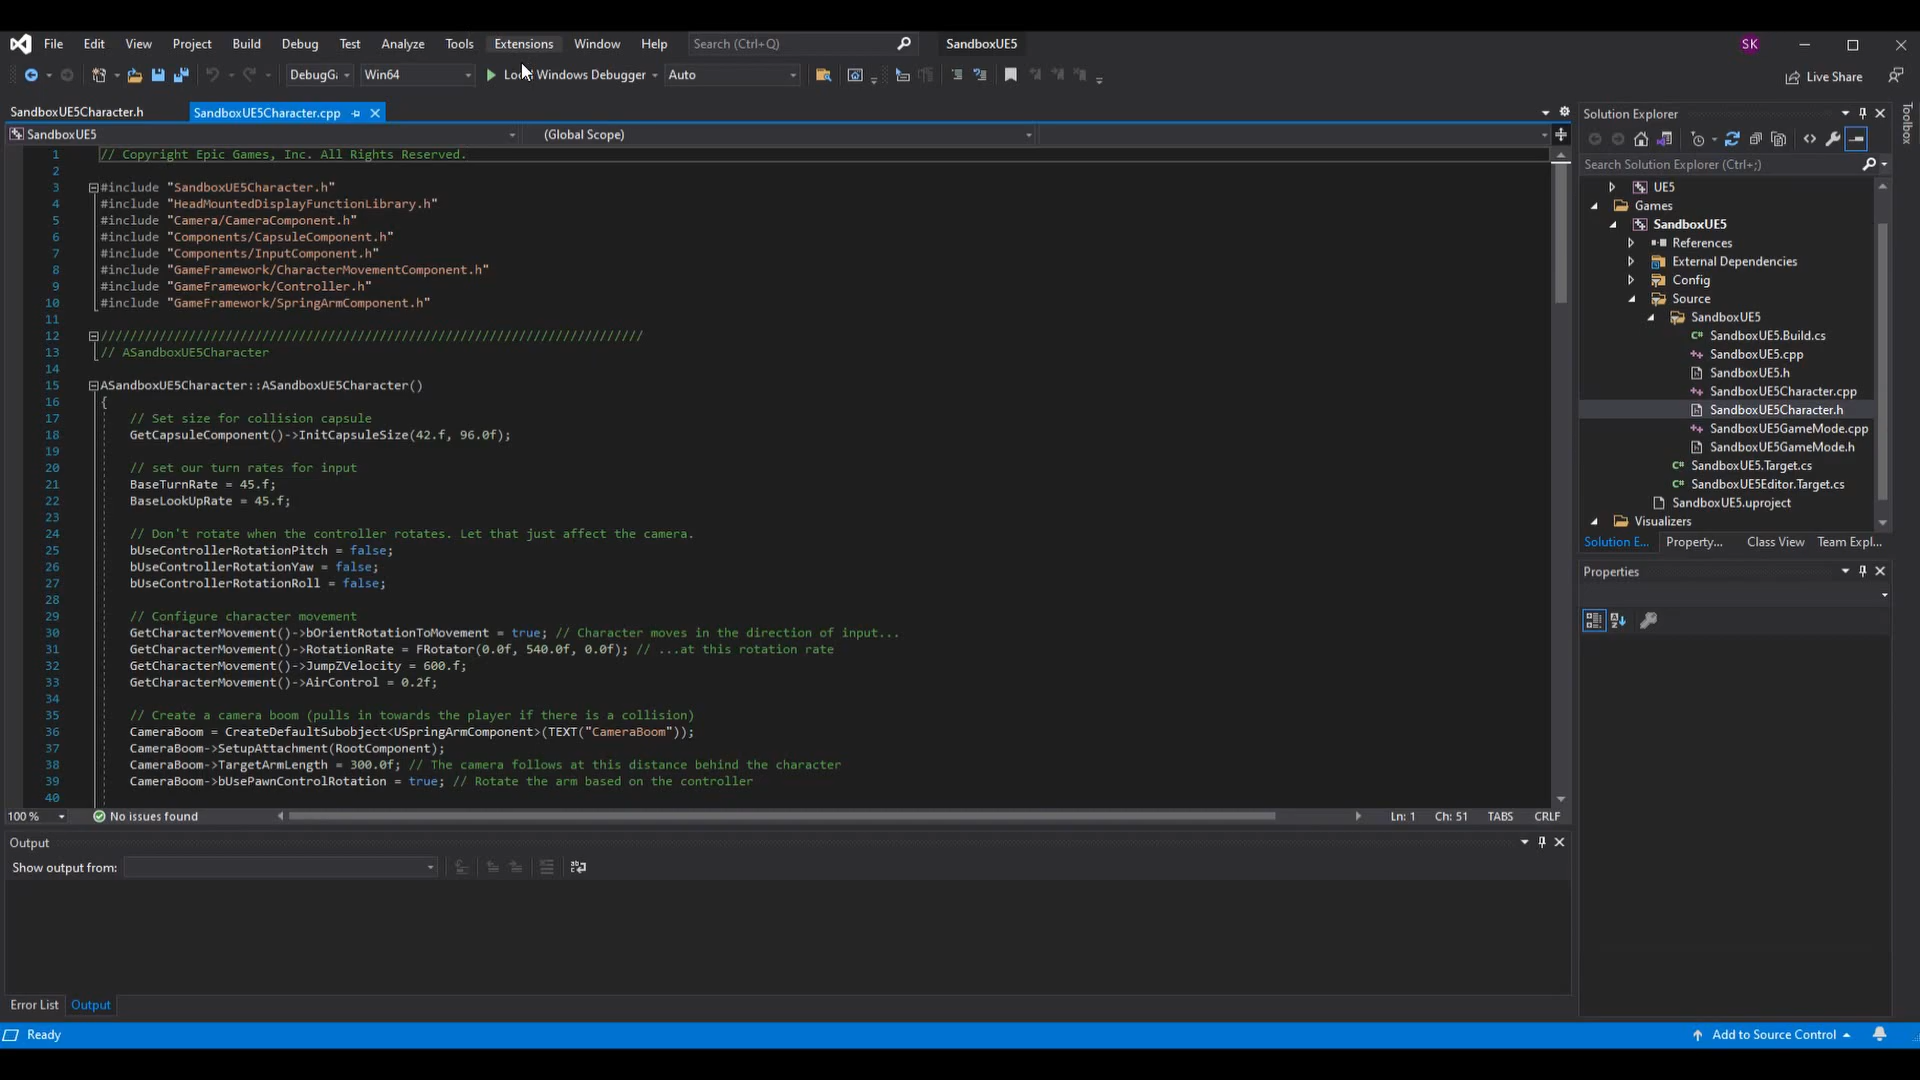 File Edit View Project Build Debug Test Analyze Tools Extensions Window Help Search (Ctrl+Q) SandboxUE5 SK
Win64 Windows Debugger Auto Live Share
SandboxUE5Character.h SandboxUE5Character.cpp
SandboxUE5 (Global Scope)
1 // Copyright Epic Games, Inc. All Rights Reserved.
2
3 #include "SandboxUE5Character.h"
4 #include "HeadMountedDisplayFunctionLibrary.h"
5 #include "Camera/CameraComponent.h"
6 #include "Components/CapsuleComponent.h"
7 #include "Components/InputComponent.h"
8 #include "GameFramework/CharacterMovementComponent.h"
9 #include "GameFramework/Controller.h"
10 #include "GameFramework/SpringArmComponent.h"
11
12 //////////////////////////////////////////////////////////////////////////
13 // ASandboxUE5Character
14
15 ASandboxUE5Character::ASandboxUE5Character()
16 {
17 // Set size for collision capsule
18 GetCapsuleComponent()->InitCapsuleSize(42.f, 96.0f);
19
20 // set our turn rates for input
21 BaseTurnRate = 45.f;
22 BaseLookUpRate = 45.f;
23
24 // Don't rotate when the controller rotates. Let that just affect the camera.
25 bUseControllerRotationPitch = false;
26 bUseControllerRotationYaw = false;
27 bUseControllerRotationRoll = false;
28
29 // Configure character movement
30 GetCharacterMovement()->bOrientRotationToMovement = true; // Character moves in the direction of input...
31 GetCharacterMovement()->RotationRate = FRotator(0.0f, 540.0f, 0.0f); // ...at this rotation rate
32 GetCharacterMovement()->JumpZVelocity = 600.f;
33 GetCharacterMovement()->AirControl = 0.2f;
34
35 // Create a camera boom (pulls in towards the player if there is a collision)
36 CameraBoom = CreateDefaultSubobject<USpringArmComponent>(TEXT("CameraBoom"));
37 CameraBoom->SetupAttachment(RootComponent);
38 CameraBoom->TargetArmLength = 300.0f; // The camera follows at this distance behind the character
39 CameraBoom->bUsePawnControlRotation = true; // Rotate the arm based on the controller
40
100 % No issues found Ln: 1 Ch: 51 TABS CRLF
Output
Show output from:
Error List Output
Ready Add to Source Control
Solution Explorer
Search Solution Explorer (Ctrl+;)
UE5
Games
SandboxUE5
References
External Dependencies
Config
Source
SandboxUE5
SandboxUE5.Build.cs
SandboxUE5.cpp
SandboxUE5.h
SandboxUE5Character.cpp
SandboxUE5Character.h
SandboxUE5GameMode.cpp
SandboxUE5GameMode.h
SandboxUE5.Target.cs
SandboxUE5Editor.Target.cs
SandboxUE5.uproject
Visualizers
Solution E... Property... Class View Team Expl...
Properties
Toolbox